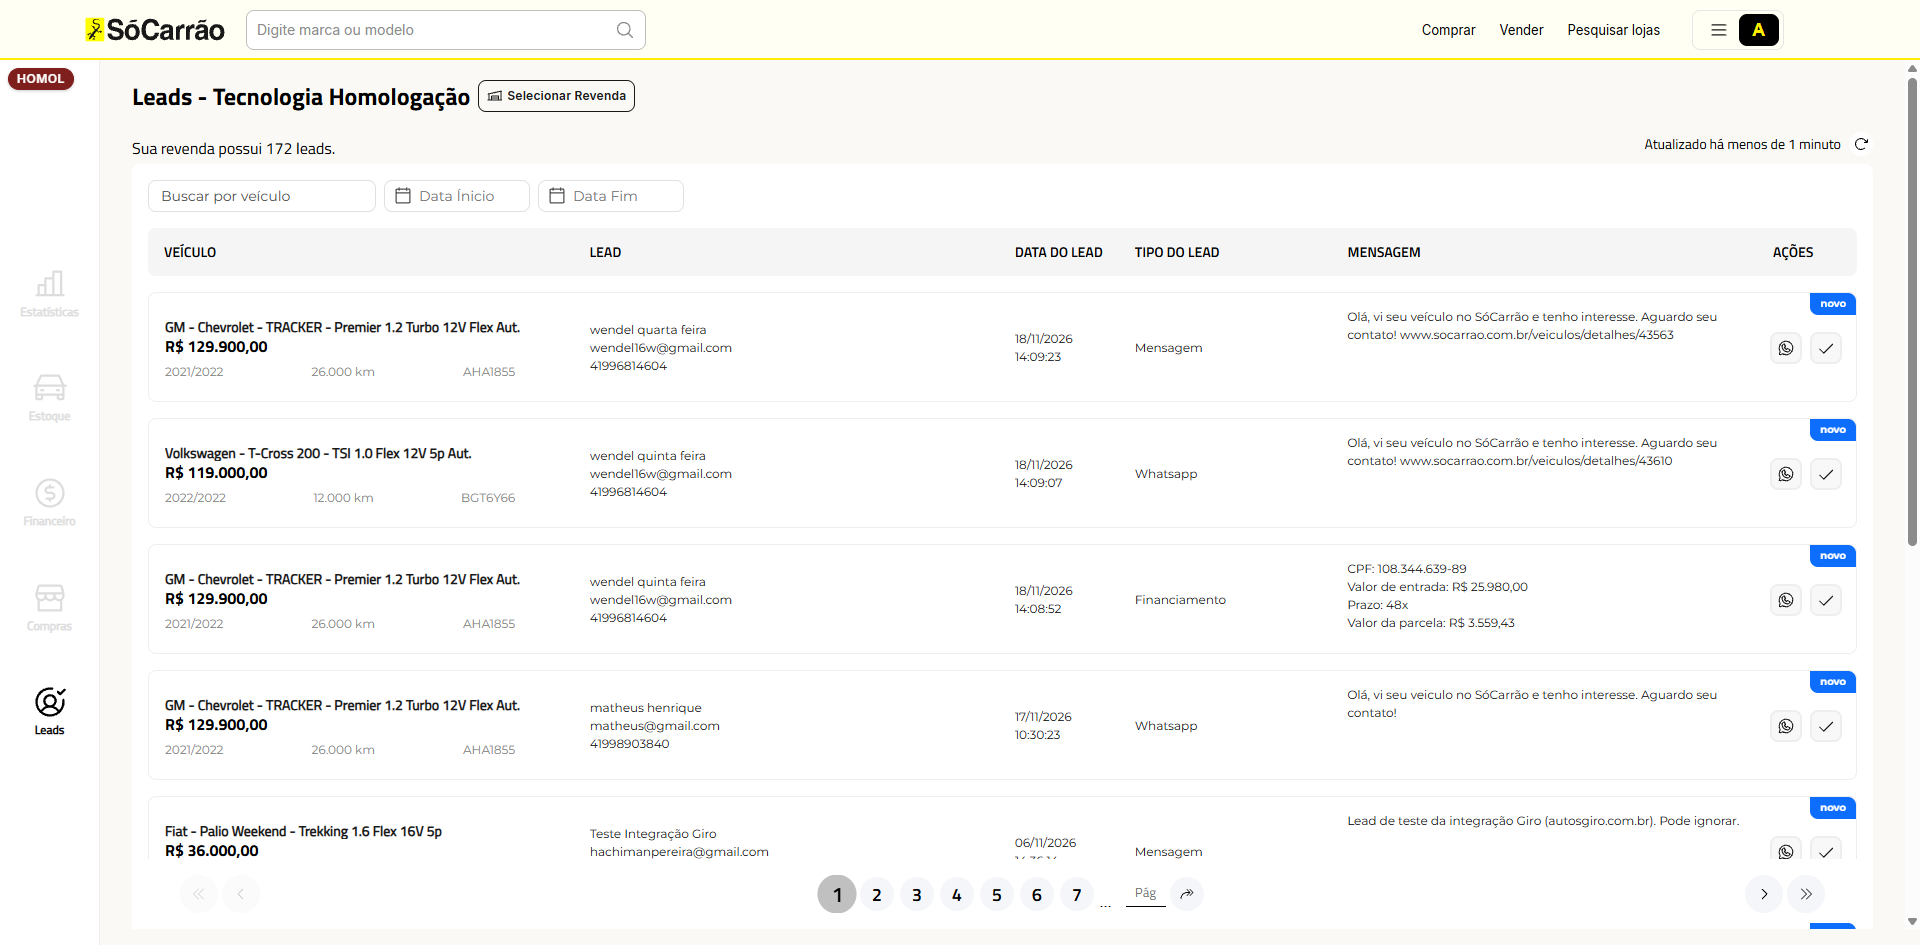 SóCarrão
Digite marca ou modelo
Comprar
Vender
Pesquisar lojas
A
HOMOL
Leads - Tecnologia Homologação
Selecionar Revenda
Sua revenda possui 172 leads.
Atualizado há menos de 1 minuto
Buscar por veículo
Data Ínicio
Data Fim
VEÍCULO
LEAD
DATA DO LEAD
TIPO DO LEAD
MENSAGEM
AÇÕES
novo
GM - Chevrolet - TRACKER - Premier 1.2 Turbo 12V Flex Aut.
R$ 129.900,00
2021/2022
26.000 km
AHA1855
wendel quarta feira
wendel16w@gmail.com
41996814604
18/11/2026
14:09:23
Mensagem
Olá, vi seu veículo no SóCarrão e tenho interesse. Aguardo seu
contato! www.socarrao.com.br/veiculos/detalhes/43563
novo
Volkswagen - T-Cross 200 - TSI 1.0 Flex 12V 5p Aut.
R$ 119.000,00
2022/2022
12.000 km
BGT6Y66
wendel quinta feira
wendel16w@gmail.com
41996814604
18/11/2026
14:09:07
Whatsapp
Olá, vi seu veículo no SóCarrão e tenho interesse. Aguardo seu
contato! www.socarrao.com.br/veiculos/detalhes/43610
novo
GM - Chevrolet - TRACKER - Premier 1.2 Turbo 12V Flex Aut.
R$ 129.900,00
2021/2022
26.000 km
AHA1855
wendel quinta feira
wendel16w@gmail.com
41996814604
18/11/2026
14:08:52
Financiamento
CPF: 108.344.639-89
Valor de entrada: R$ 25.980,00
Prazo: 48x
Valor da parcela: R$ 3.559,43
novo
GM - Chevrolet - TRACKER - Premier 1.2 Turbo 12V Flex Aut.
R$ 129.900,00
2021/2022
26.000 km
AHA1855
matheus henrique
matheus@gmail.com
41998903840
17/11/2026
10:30:23
Whatsapp
Olá, vi seu veiculo no SóCarrão e tenho interesse. Aguardo seu
contato!
novo
Fiat - Palio Weekend - Trekking 1.6 Flex 16V 5p
R$ 36.000,00
Teste Integração Giro
hachimanpereira@gmail.com
06/11/2026
Mensagem
Lead de teste da integração Giro (autosgiro.com.br). Pode ignorar.
Estatísticas
Estoque
Financeiro
Compras
Leads
1
2
3
4
5
6
7
...
Pág